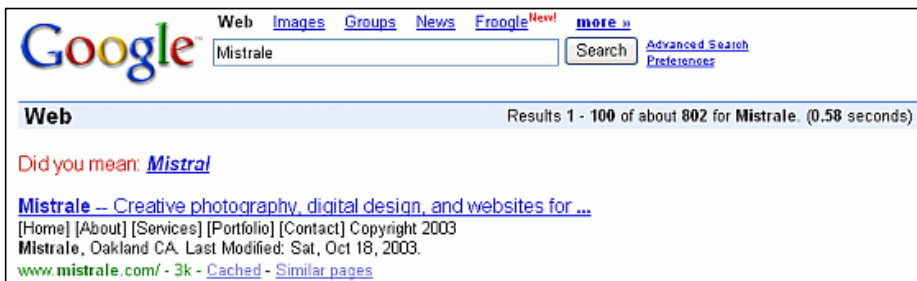 Web Images Groups News Froogle New! more »
Google™ Mistrale Search Advanced Search
Preferences
Web Results 1 - 100 of about 802 for Mistrale. (0.58 seconds)
Did you mean: Mistral
Mistrale -- Creative photography, digital design, and websites for ...
[Home] [About] [Services] [Portfolio] [Contact] Copyright 2003
Mistrale, Oakland CA. Last Modified: Sat, Oct 18, 2003.
www.mistrale.com/ - 3k - Cached - Similar pages